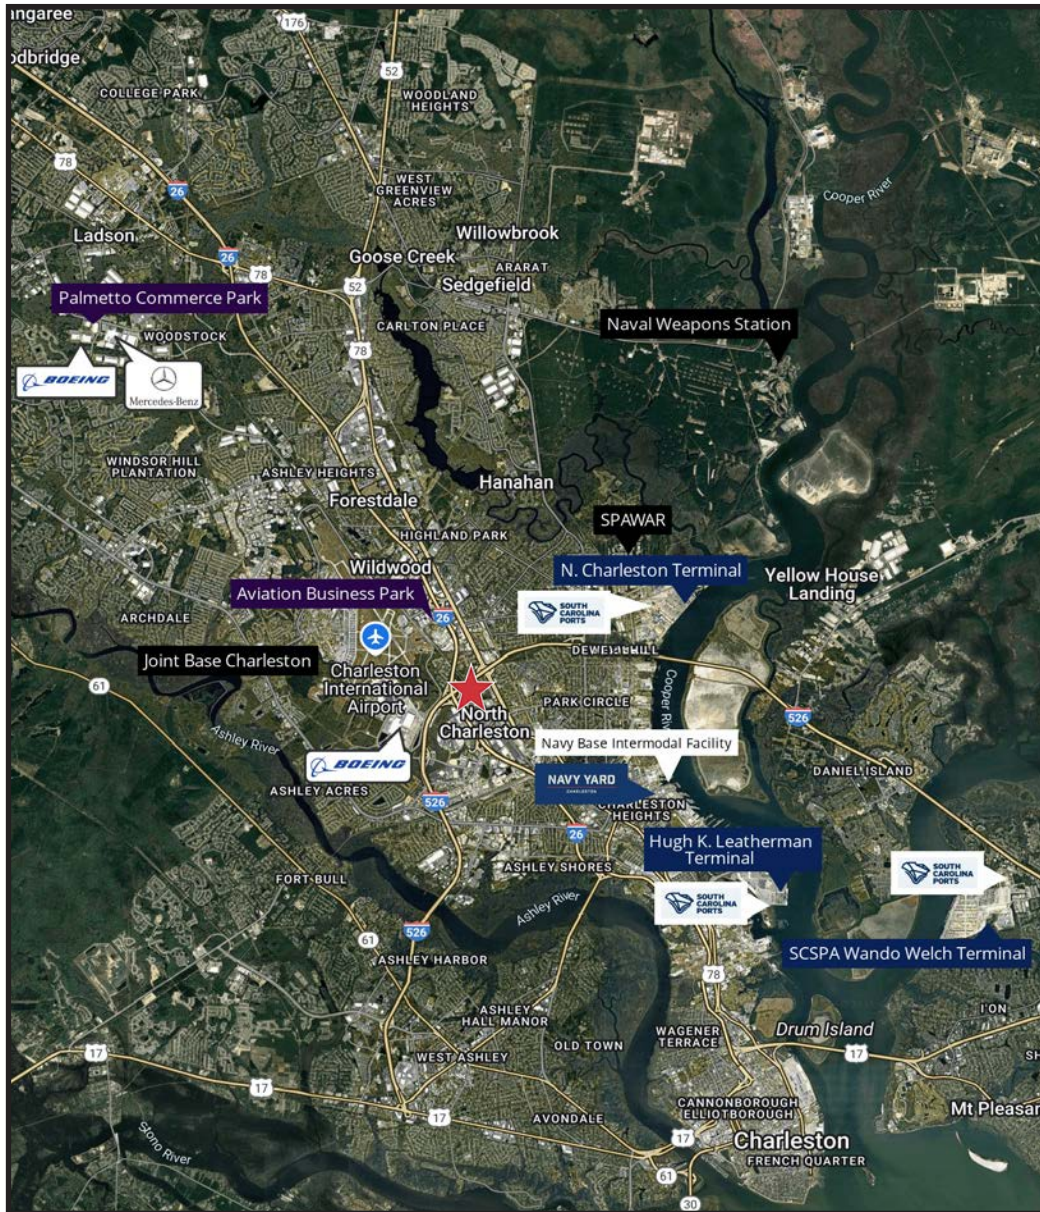 angaree
176
odbridge
52
COLLEGE PARK
WOODLAND
HEIGHTS
78
26
WEST
GREENVIEW
ACRES
Cooper River
Ladson
Willowbrook
26
Goose Creek
ARARAT
78
52
Sedgefield
Palmetto Commerce Park
CARLTON PLACE
Naval Weapons Station
WOODSTOCK
78
BOEING
Mercedes-Benz
WINDSOR HILL
PLANTATION
ASHLEY HEIGHTS
Hanahan
Forestdale
SPAWAR
HIGHLAND PARK
Wildwood
N. Charleston Terminal
Yellow House
Landing
Aviation Business Park
SOUTH
CAROLINA
PORTS
26
ARCHDALE
Joint Base Charleston
Charleston
International
Airport
61
PARK CIRCLE
Cooper River
526
North
Charleston
Ashley River
Navy Base Intermodal Facility
BOEING
DANIEL ISLAND
NAVY YARD
CHARLESTON
ASHLEY ACRES
526
CHARLESTON
HEIGHTS
26
Hugh K. Leatherman
Terminal
ASHLEY SHORES
SOUTH
CAROLINA
PORTS
FORT BULL
SOUTH
CAROLINA
PORTS
Ashley River
526
61
SCSPA Wando Welch Terminal
ASHLEY HARBOR
78
ASHLEY
HALL MANOR
I'ON
Drum Island
WAGENER
TERRACE
OLD TOWN
17
WEST ASHLEY
17
SH
17
CANNONBOROUGH
ELLIOTBOROUGH
Mt Pleasan
17
AVONDALE
Stono River
17
Charleston
FRENCH QUARTER
61
30